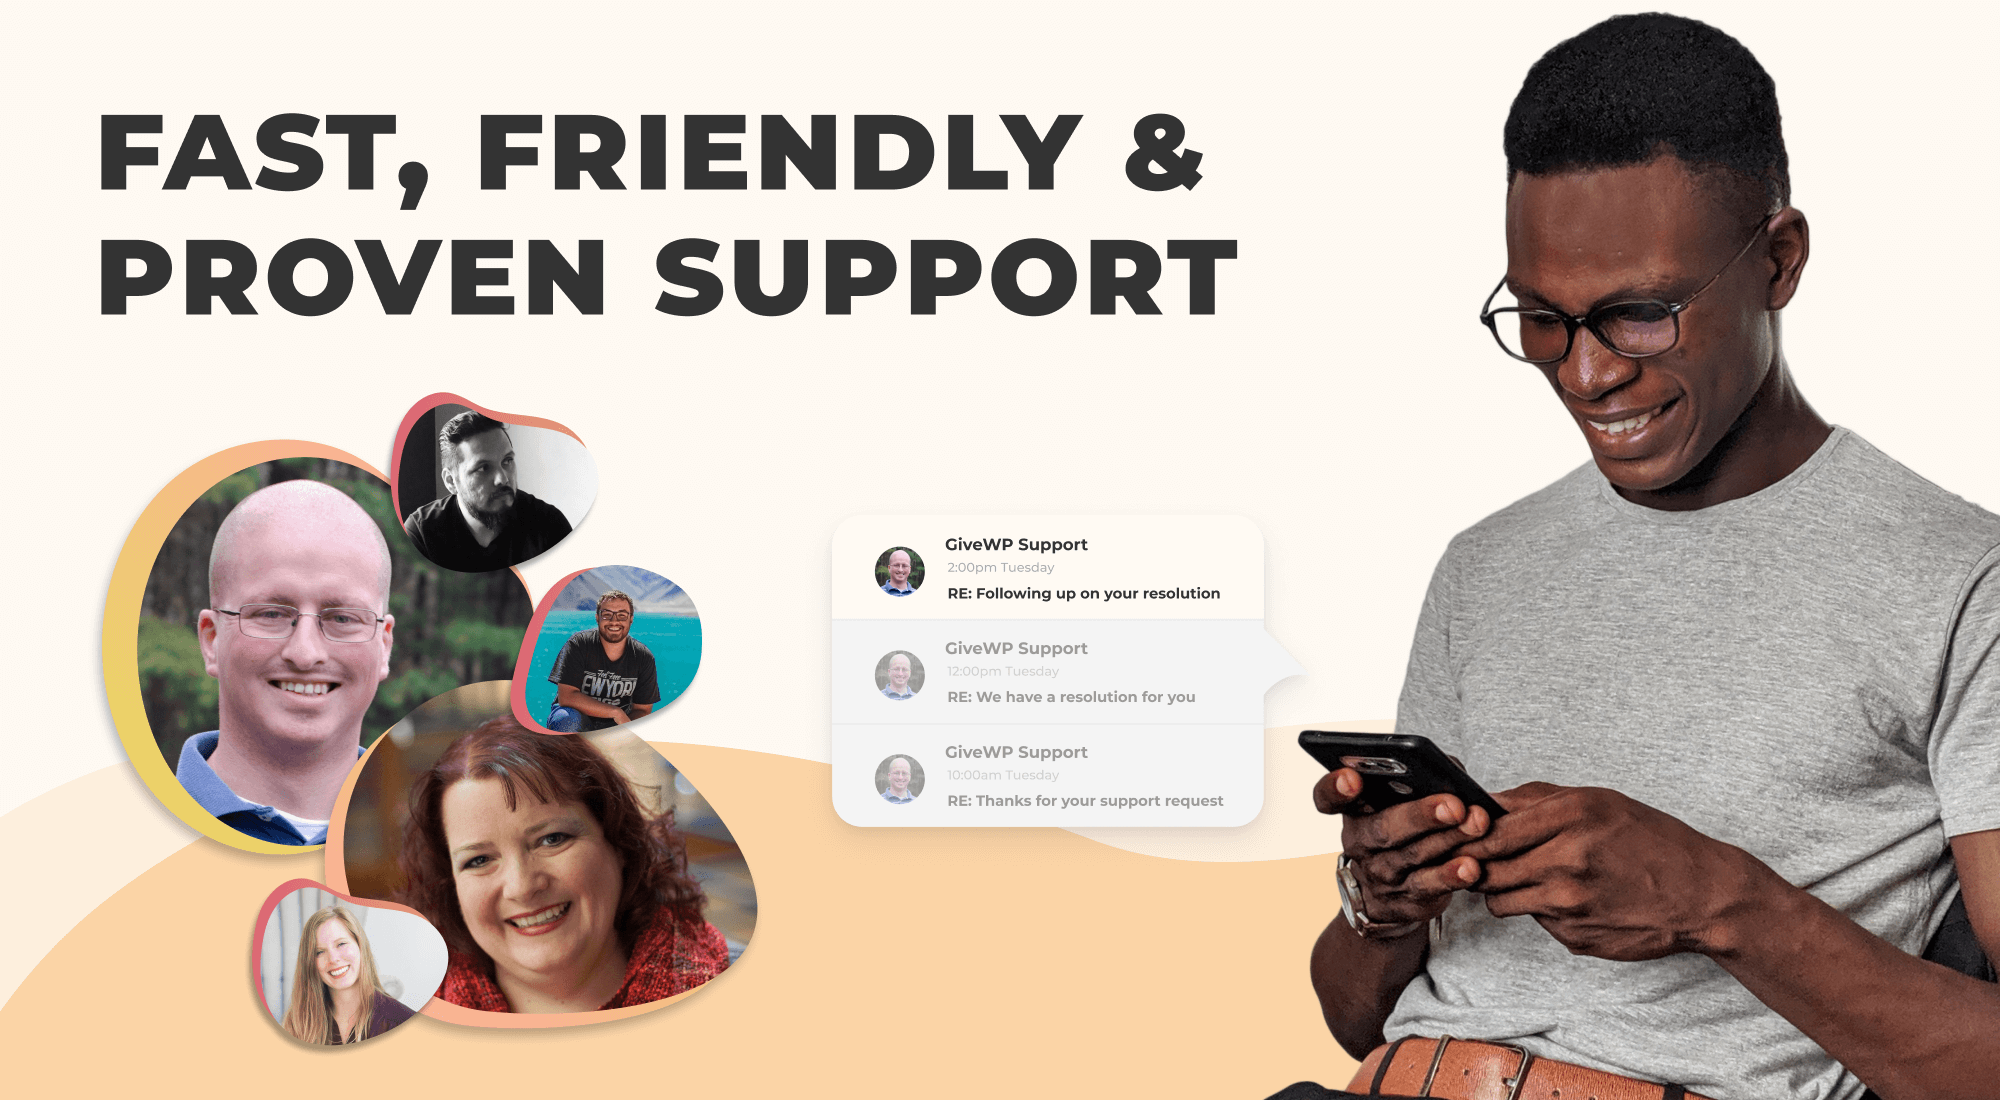 FAST, FRIENDLY &
PROVEN SUPPORT
GiveWP Support
2:00pm Tuesday
RE: Following up on your resolution
GiveWP Support
12:00pm Tuesday
RE: We have a resolution for you
GiveWP Support
10:00am Tuesday
RE: Thanks for your support request